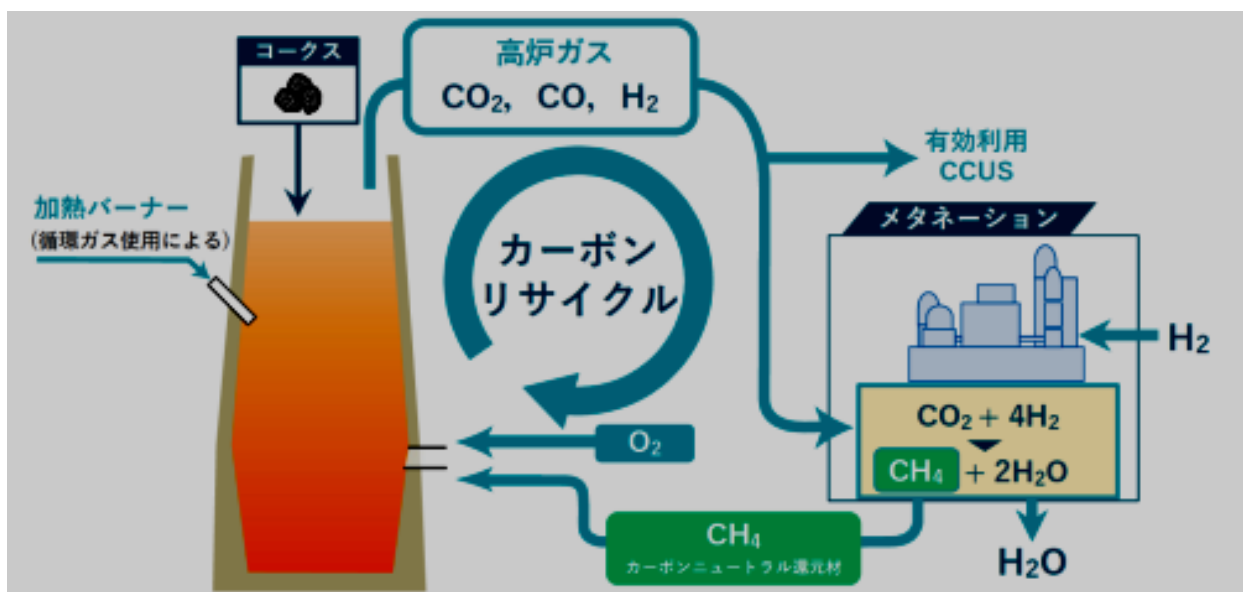 コークス
高炉ガス
CO₂, CO, H₂
有効利用
CCUS
加熱バーナー
(循環ガス使用による)
カーボン
リサイクル
メタネーション
H₂
CO₂ + 4H₂
CH₄ + 2H₂O
O₂
CH₄
カーボンニュートラル還元材
H₂O